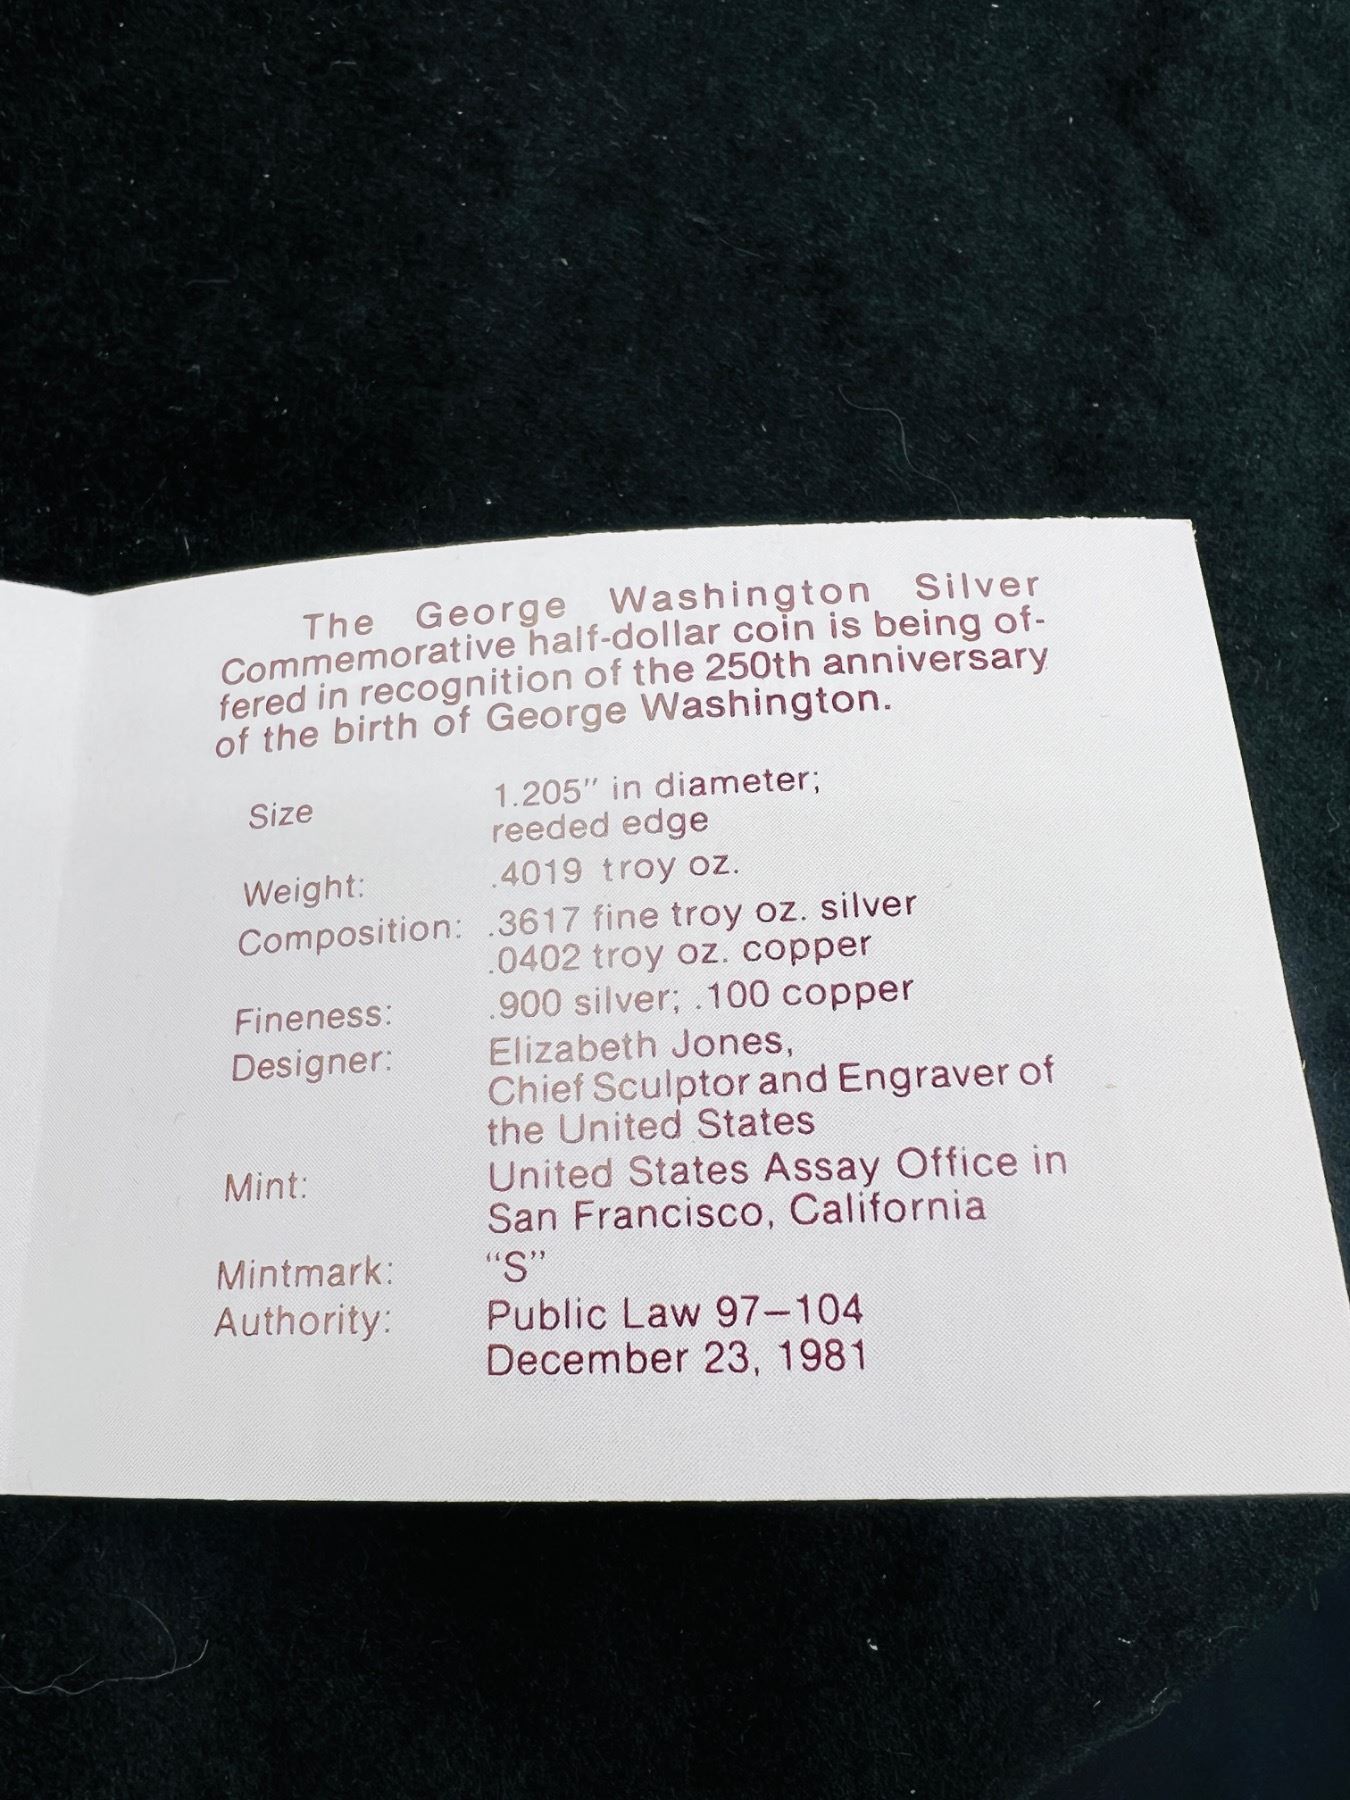 The George Washington Silver
Commemorative half-dollar coin is being of-
fered in recognition of the 250th anniversary
of the birth of George Washington.
Size 1.205" in diameter;
reeded edge
Weight: .4019 troy oz.
Composition: .3617 fine troy oz. silver
.0402 troy oz. copper
Fineness: .900 silver; .100 copper
Designer: Elizabeth Jones,
Chief Sculptor and Engraver of
the United States
Mint: United States Assay Office in
San Francisco, California
Mintmark: “S”
Authority: Public Law 97–104
December 23, 1981